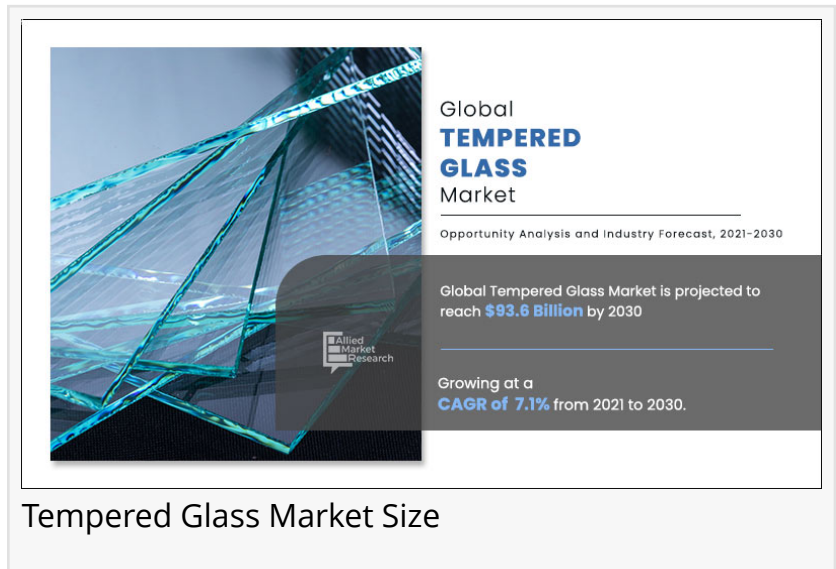 Global
TEMPERED
GLASS
Market
Opportunity Analysis and Industry Forecast, 2021-2030
Global Tempered Glass Market is projected to
reach $93.6 Billion by 2030
Allied
Market
Research
Growing at a
CAGR of 7.1% from 2021 to 2030.
Tempered Glass Market Size